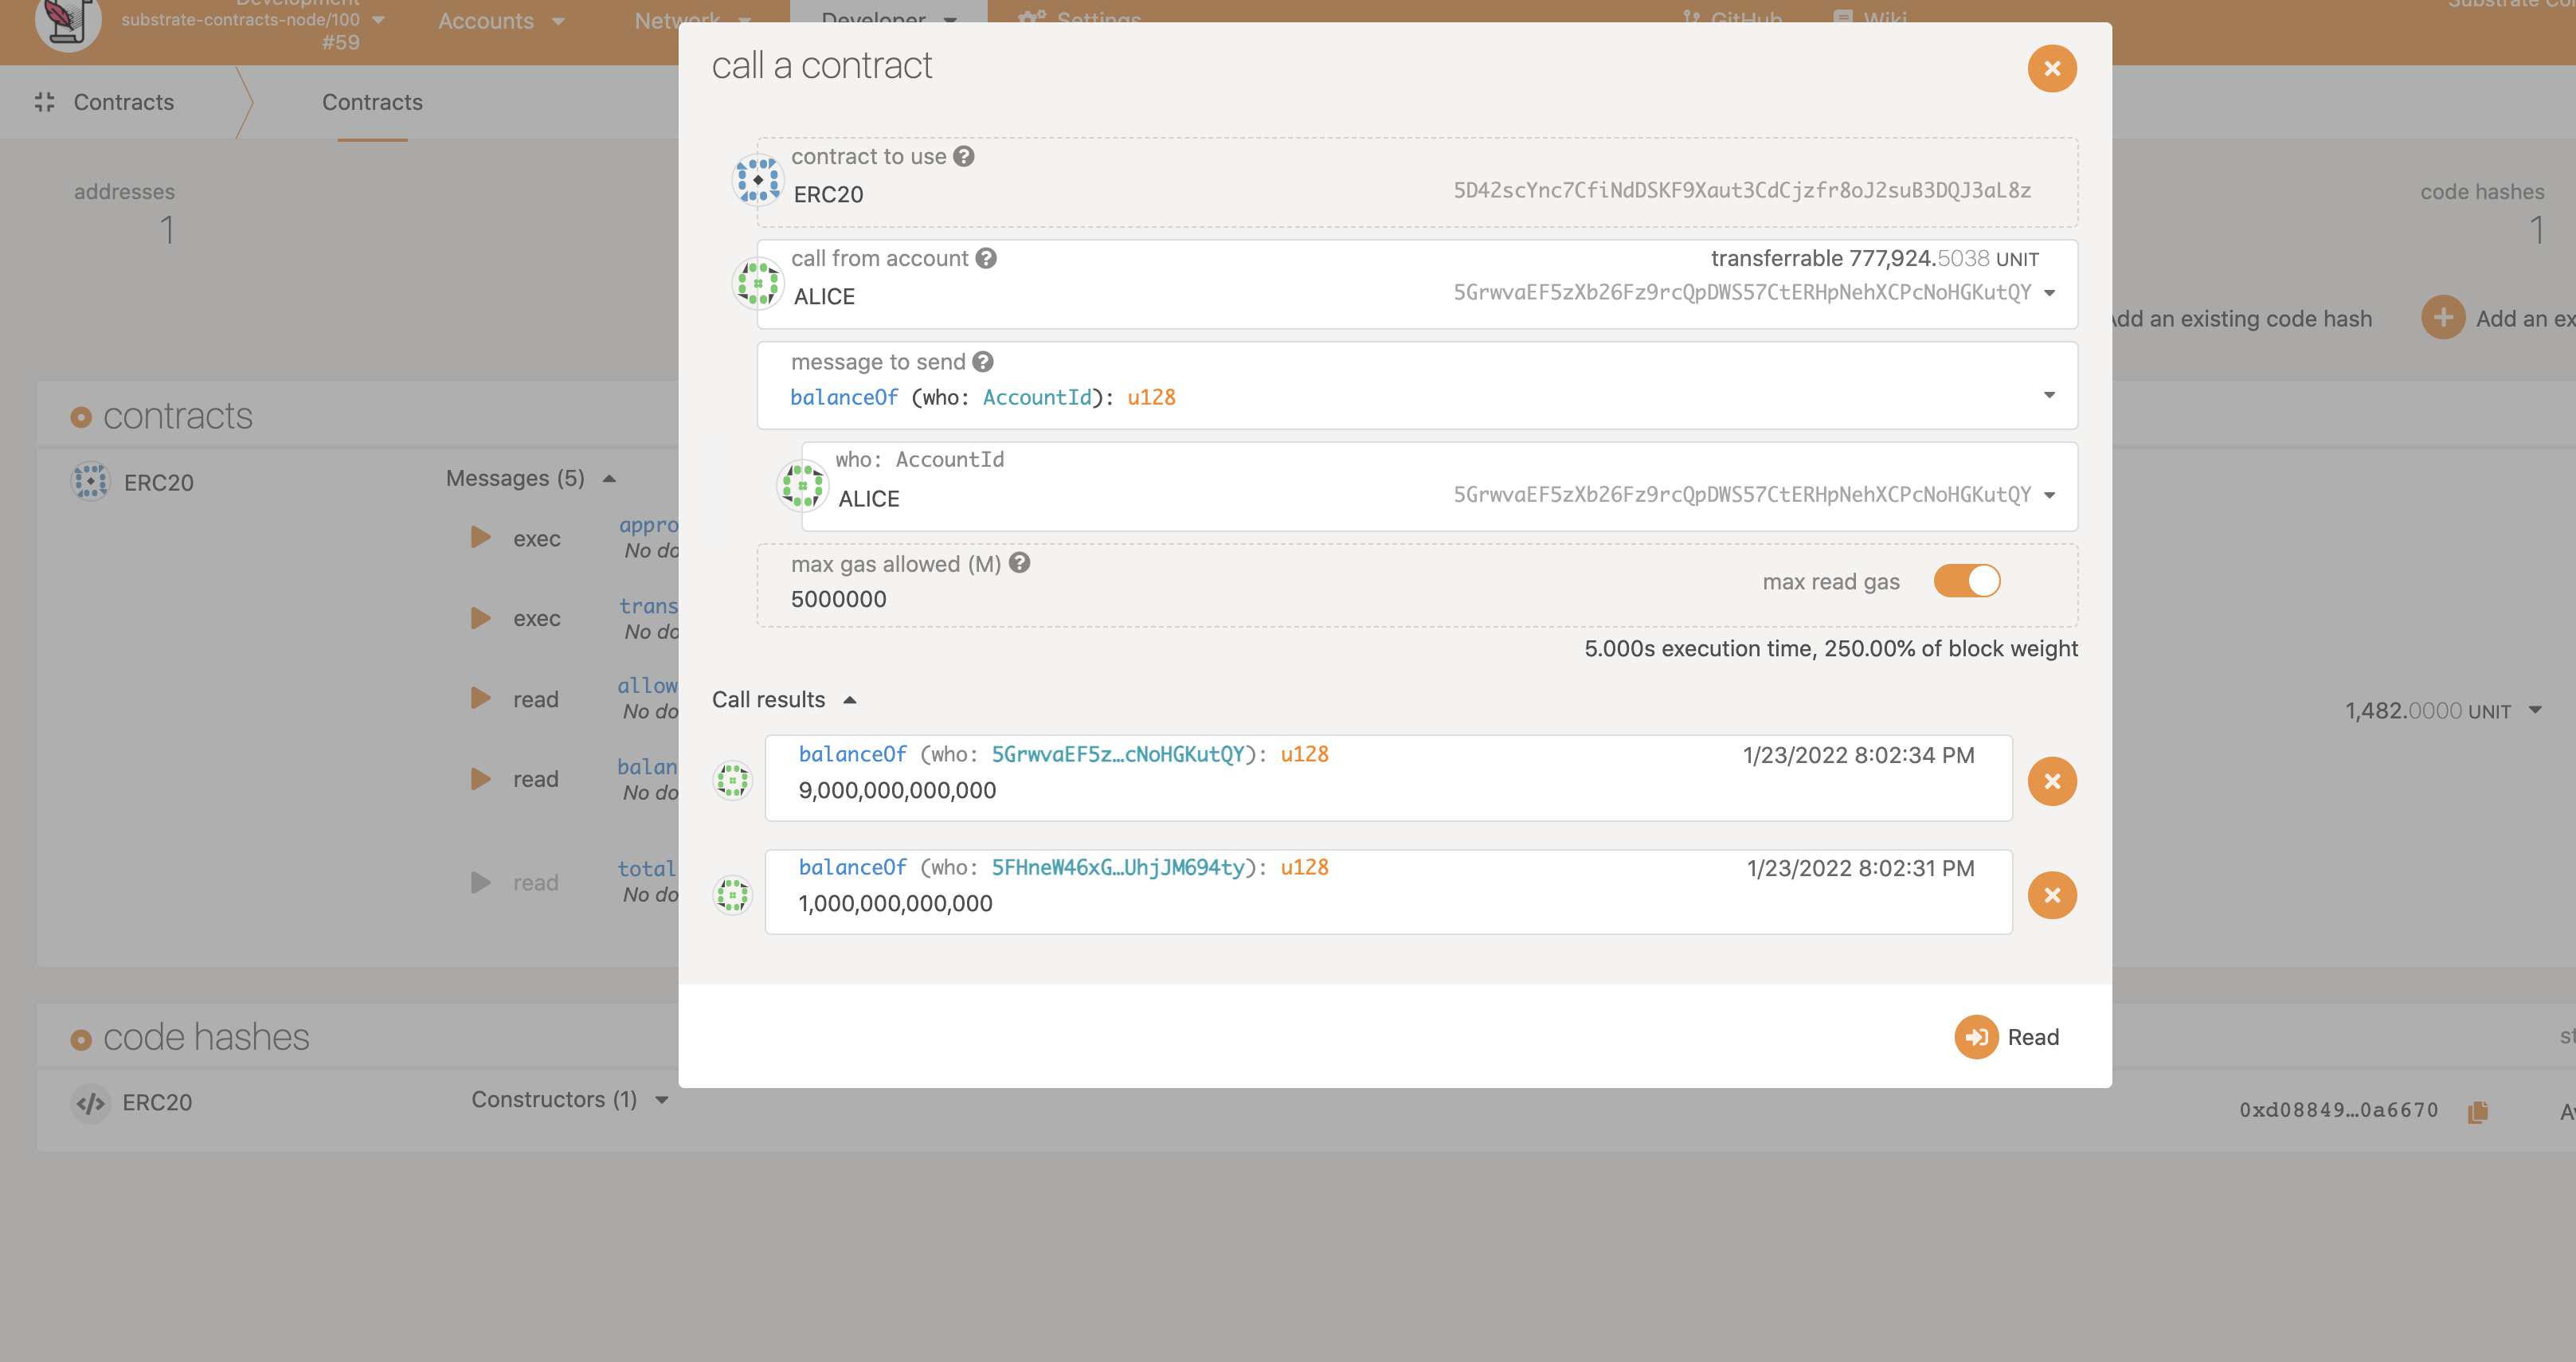 Development
substrate-contracts-node/100
#59
Accounts
Network
Developer
Settings
GitHub
Wiki
Contracts
Contracts
addresses
1
code hashes
1
Add an existing code hash
Add an ex
contracts
ERC20
Messages (5)
exec
appro
No do
exec
trans
No do
read
allow
No do
read
balan
No do
read
total
No do
1,482.0000 UNIT
code hashes
ERC20
Constructors (1)
0xd08849…0a6670
call a contract
contract to use
ERC20
5D42scYnc7CfiNdDSKF9Xaut3CdCjzfr8oJ2suB3DQJ3aL8z
call from account
transferrable 777,924.5038 UNIT
ALICE
5GrwvaEF5zXb26Fz9rcQpDWS57CtERHpNehXCPcNoHGKutQY
message to send
balanceOf (who: AccountId): u128
who: AccountId
ALICE
5GrwvaEF5zXb26Fz9rcQpDWS57CtERHpNehXCPcNoHGKutQY
max gas allowed (M)
5000000
max read gas
5.000s execution time, 250.00% of block weight
Call results
balanceOf (who: 5GrwvaEF5z…cNoHGKutQY): u128
1/23/2022 8:02:34 PM
9,000,000,000,000
balanceOf (who: 5FHneW46xG…UhjJM694ty): u128
1/23/2022 8:02:31 PM
1,000,000,000,000
Read